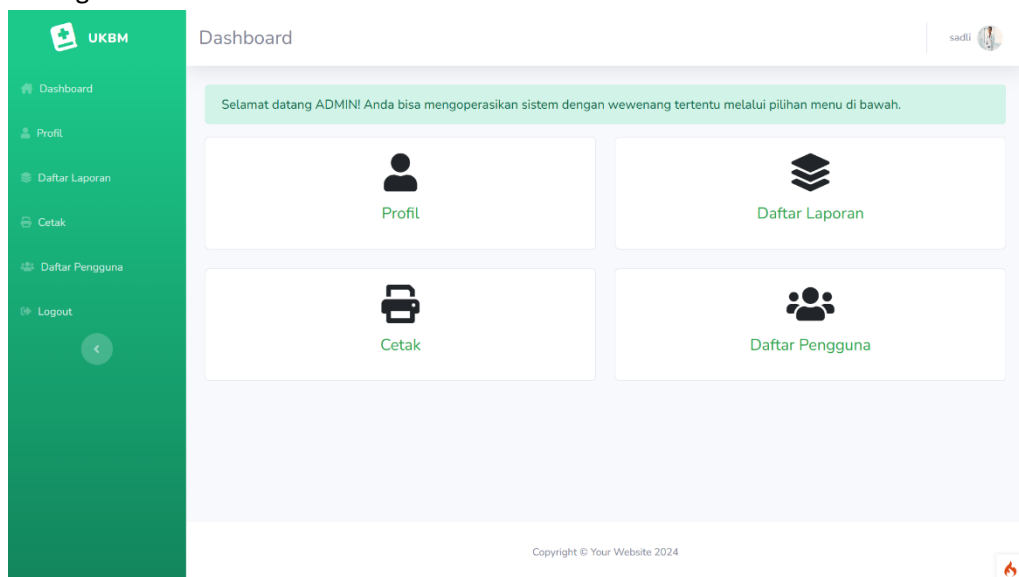 UKBM
Dashboard
sadli
Dashboard
Profil
Daftar Laporan
Cetak
Daftar Pengguna
Logout
Selamat datang ADMIN! Anda bisa mengoperasikan sistem dengan wewenang tertentu melalui pilihan menu di bawah.
Profil
Daftar Laporan
Cetak
Daftar Pengguna
Copyright © Your Website 2024